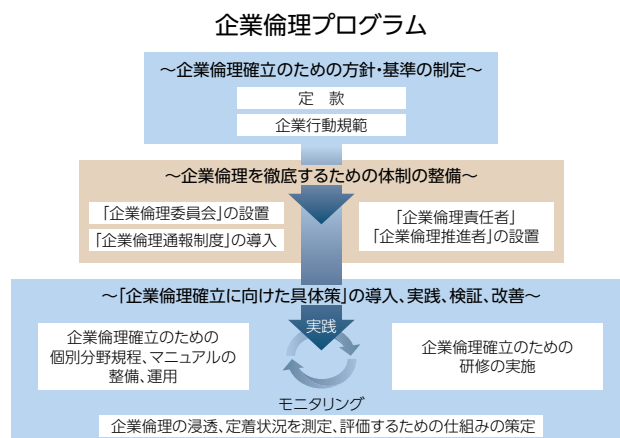 企業倫理プログラム
～企業倫理確立のための方針・基準の制定～
定　款
企業行動規範
～企業倫理を徹底するための体制の整備～
「企業倫理委員会」の設置
「企業倫理通報制度」の導入
「企業倫理責任者」
「企業倫理推進者」の設置
～「企業倫理確立に向けた具体策」の導入、実践、検証、改善～
実践
企業倫理確立のための
個別分野規程、マニュアルの
整備、運用
企業倫理確立のための
研修の実施
モニタリング
企業倫理の浸透、定着状況を測定、評価するための仕組みの策定